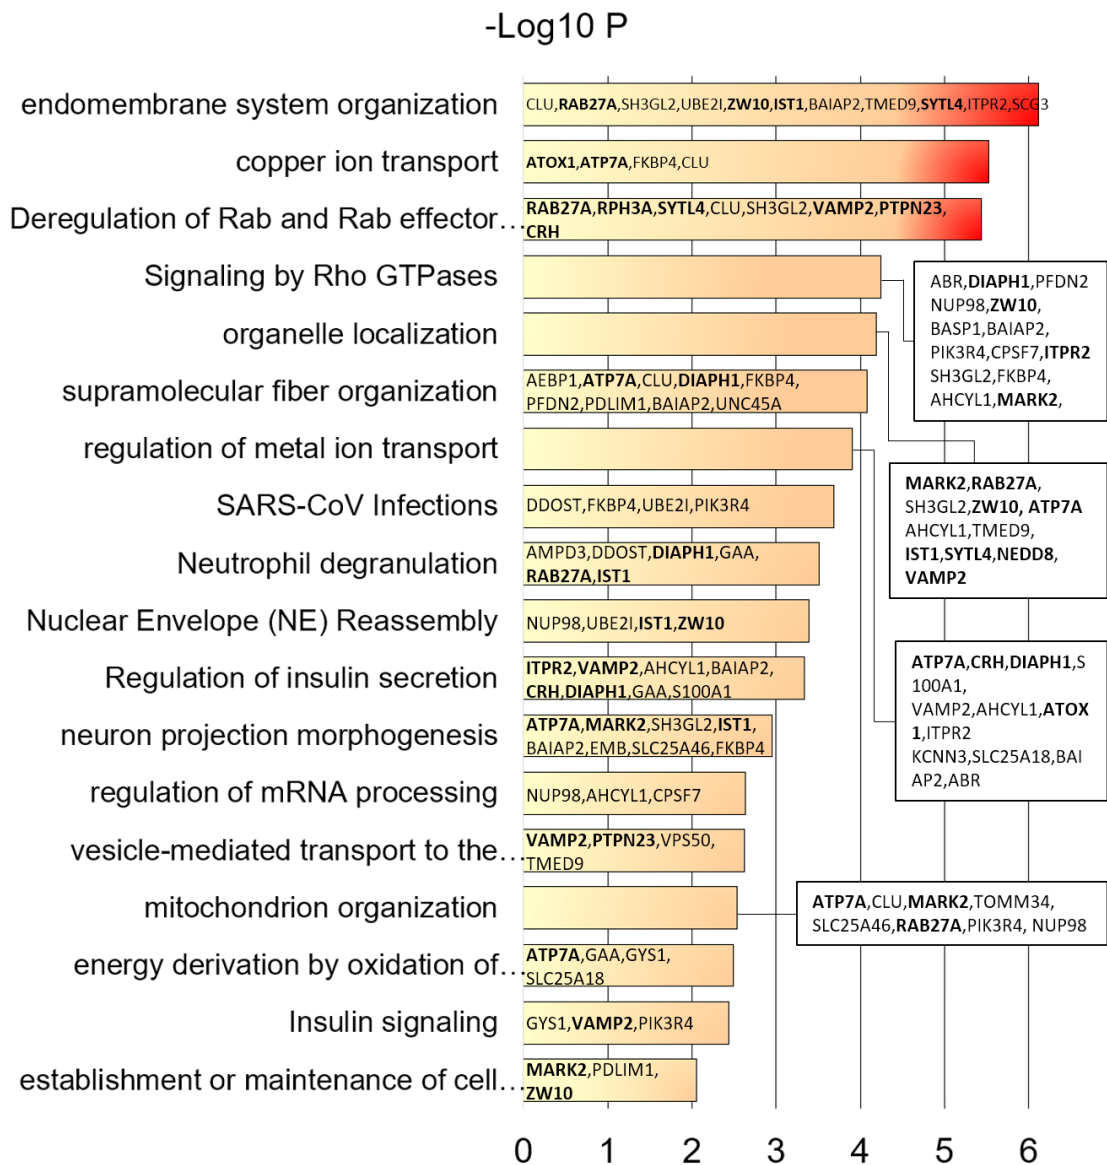 -Log10 P
endomembrane system organization
CLU,RAB27A,SH3GL2,UBE2I,ZW10,IST1,BAIAP2,TMED9,SYTL4,ITPR2,SCG3
copper ion transport
ATOX1,ATP7A,FKBP4,CLU
Deregulation of Rab and Rab effector…
RAB27A,RPH3A,SYTL4,CLU,SH3GL2,VAMP2,PTPN23,
CRH
Signaling by Rho GTPases
ABR,DIAPH1,PFDN2
NUP98,ZW10,
BASP1,BAIAP2,
PIK3R4,CPSF7,ITPR2
SH3GL2,FKBP4,
AHCYL1,MARK2,
organelle localization
MARK2,RAB27A,
SH3GL2,ZW10, ATP7A
AHCYL1,TMED9,
IST1,SYTL4,NEDD8,
VAMP2
supramolecular fiber organization
AEBP1,ATP7A,CLU,DIAPH1,FKBP4,
PFDN2,PDLIM1,BAIAP2,UNC45A
regulation of metal ion transport
ATP7A,CRH,DIAPH1,S
100A1,
VAMP2,AHCYL1,ATOX
1,ITPR2
KCNN3,SLC25A18,BAI
AP2,ABR
SARS-CoV Infections
DDOST,FKBP4,UBE2I,PIK3R4
Neutrophil degranulation
AMPD3,DDOST,DIAPH1,GAA,
RAB27A,IST1
Nuclear Envelope (NE) Reassembly
NUP98,UBE2I,IST1,ZW10
Regulation of insulin secretion
ITPR2,VAMP2,AHCYL1,BAIAP2,
CRH,DIAPH1,GAA,S100A1
neuron projection morphogenesis
ATP7A,MARK2,SH3GL2,IST1,
BAIAP2,EMB,SLC25A46,FKBP4
regulation of mRNA processing
NUP98,AHCYL1,CPSF7
vesicle-mediated transport to the…
VAMP2,PTPN23,VPS50,
TMED9
mitochondrion organization
ATP7A,CLU,MARK2,TOMM34,
SLC25A46,RAB27A,PIK3R4, NUP98
energy derivation by oxidation of…
ATP7A,GAA,GYS1,
SLC25A18
Insulin signaling
GYS1,VAMP2,PIK3R4
establishment or maintenance of cell…
MARK2,PDLIM1,
ZW10
0 1 2 3 4 5 6